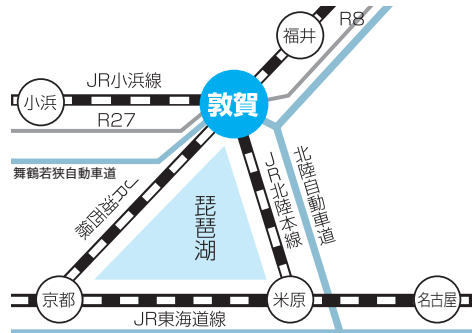 R8
福井
JR小浜線
小浜
敦賀
R27
舞鶴若狭自動車道
JR湖西線
琵琶湖
JR北陸本線
北陸自動車道
京都
米原
名古屋
JR東海道線